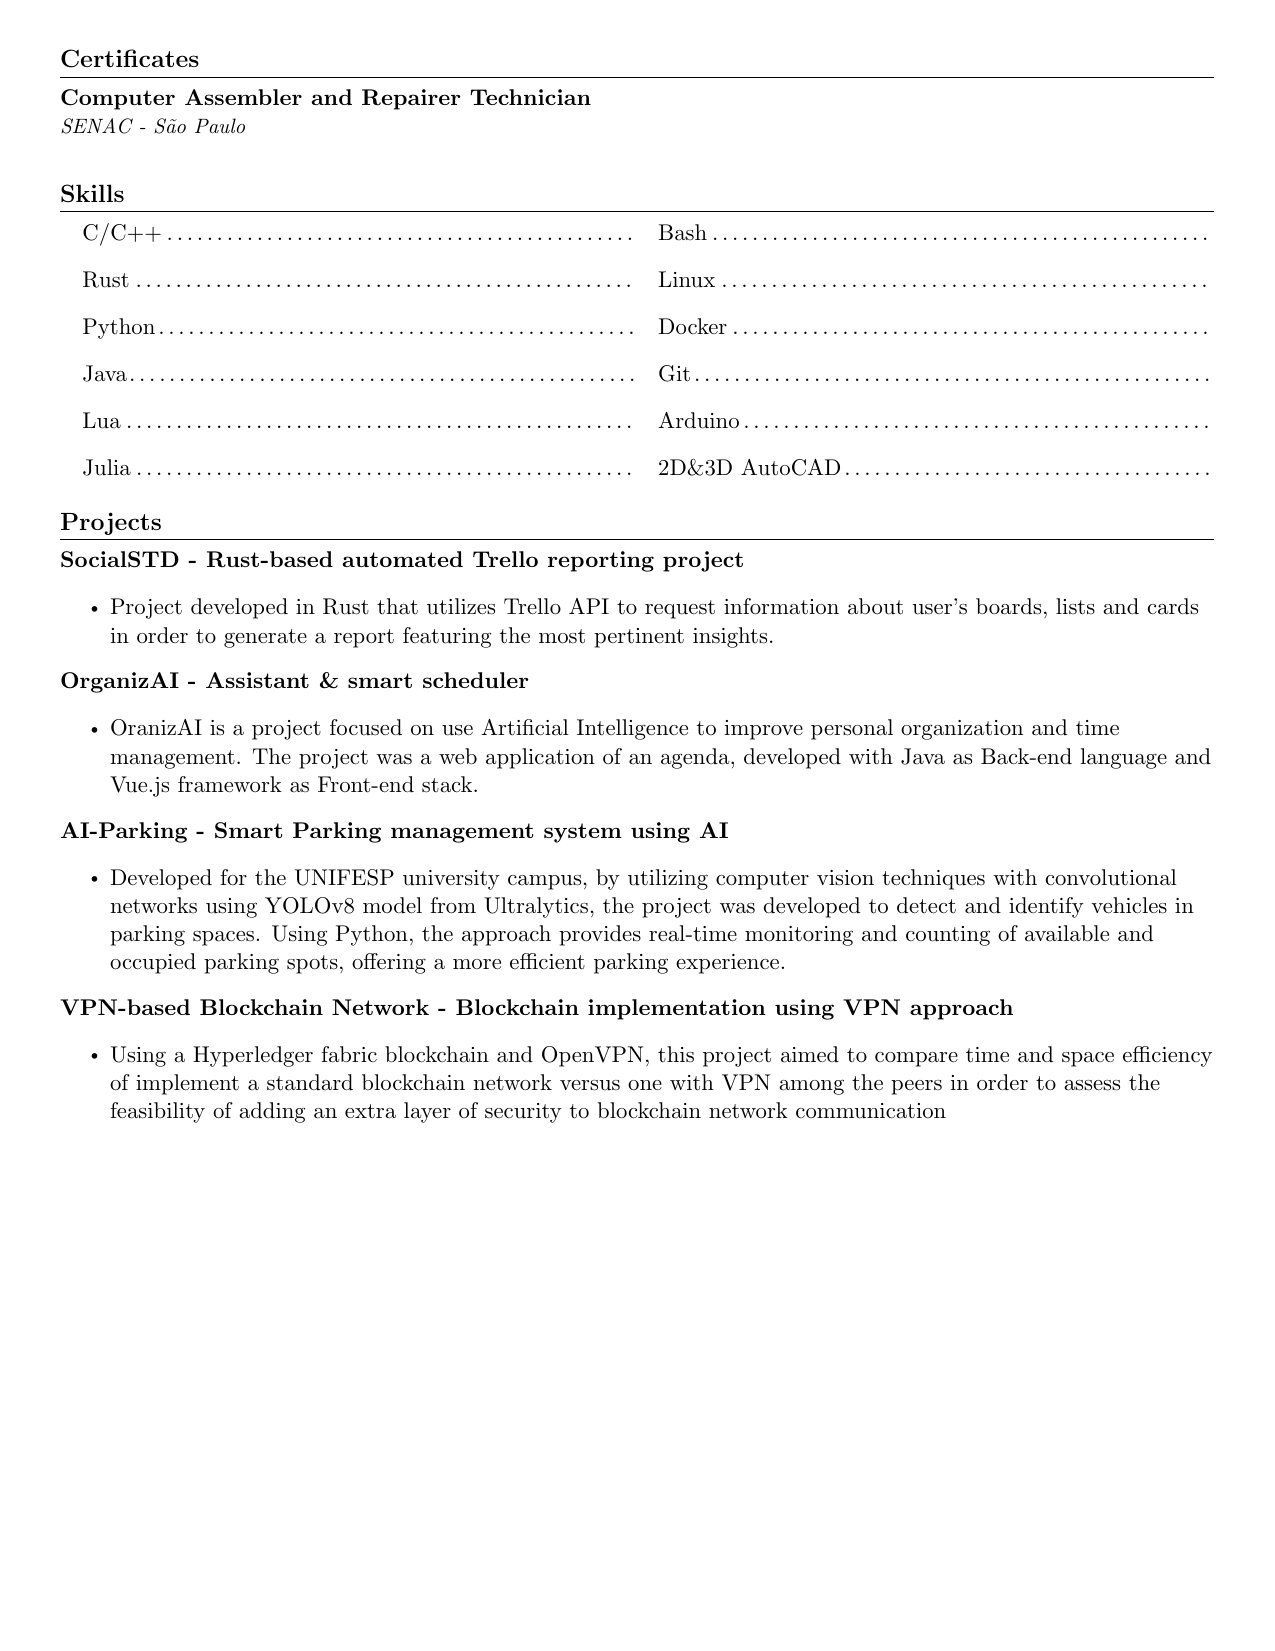 Certificates
Computer Assembler and Repairer Technician
SENAC - São Paulo
Skills
C/C++ . . . . . . . . . . . . . . . . . . . . . . . . . . . . . . . . . . . . . . . . . . . . . . .
Bash . . . . . . . . . . . . . . . . . . . . . . . . . . . . . . . . . . . . . . . . . . . . . . . . . .
Rust . . . . . . . . . . . . . . . . . . . . . . . . . . . . . . . . . . . . . . . . . . . . . . . . . .
Linux . . . . . . . . . . . . . . . . . . . . . . . . . . . . . . . . . . . . . . . . . . . . . . . . .
Python . . . . . . . . . . . . . . . . . . . . . . . . . . . . . . . . . . . . . . . . . . . . . . . .
Docker . . . . . . . . . . . . . . . . . . . . . . . . . . . . . . . . . . . . . . . . . . . . . . . .
Java . . . . . . . . . . . . . . . . . . . . . . . . . . . . . . . . . . . . . . . . . . . . . . . . . . .
Git . . . . . . . . . . . . . . . . . . . . . . . . . . . . . . . . . . . . . . . . . . . . . . . . . . . .
Lua . . . . . . . . . . . . . . . . . . . . . . . . . . . . . . . . . . . . . . . . . . . . . . . . . . .
Arduino . . . . . . . . . . . . . . . . . . . . . . . . . . . . . . . . . . . . . . . . . . . . . . .
Julia . . . . . . . . . . . . . . . . . . . . . . . . . . . . . . . . . . . . . . . . . . . . . . . . . .
2D&3D AutoCAD . . . . . . . . . . . . . . . . . . . . . . . . . . . . . . . . . . . . .
Projects
SocialSTD - Rust-based automated Trello reporting project
• Project developed in Rust that utilizes Trello API to request information about user's boards, lists and cards
in order to generate a report featuring the most pertinent insights.
OrganizAI - Assistant & smart scheduler
• OranizAI is a project focused on use Artificial Intelligence to improve personal organization and time
management. The project was a web application of an agenda, developed with Java as Back-end language and
Vue.js framework as Front-end stack.
AI-Parking - Smart Parking management system using AI
• Developed for the UNIFESP university campus, by utilizing computer vision techniques with convolutional
networks using YOLOv8 model from Ultralytics, the project was developed to detect and identify vehicles in
parking spaces. Using Python, the approach provides real-time monitoring and counting of available and
occupied parking spots, offering a more efficient parking experience.
VPN-based Blockchain Network - Blockchain implementation using VPN approach
• Using a Hyperledger fabric blockchain and OpenVPN, this project aimed to compare time and space efficiency
of implement a standard blockchain network versus one with VPN among the peers in order to assess the
feasibility of adding an extra layer of security to blockchain network communication